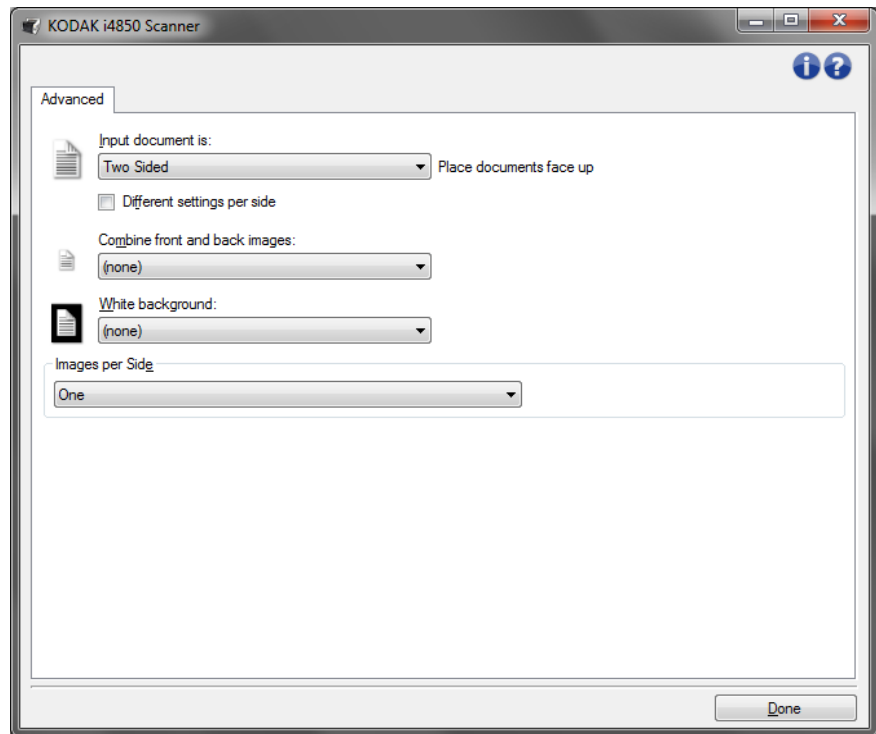 KODAK i4850 Scanner
Advanced
Input document is:
Two Sided Place documents face up
Different settings per side
Combine front and back images:
(none)
White background:
(none)
Images per Side
One
Done